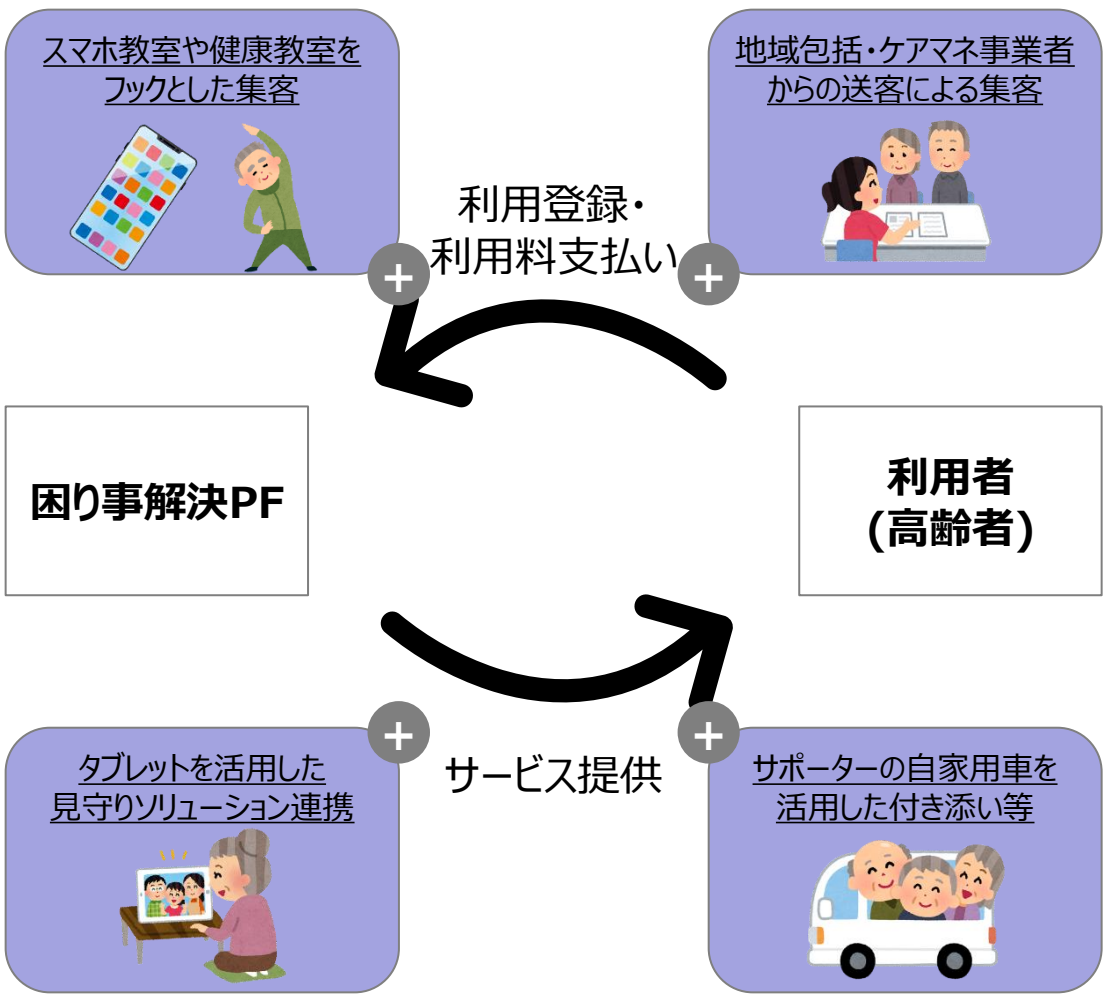 スマホ教室や健康教室を
フックとした集客
地域包括・ケアマネ事業者
からの送客による集客
利用登録・
利用料支払い
+
+
困り事解決PF
利用者
(高齢者)
+
+
サービス提供
タブレットを活用した
見守りソリューション連携
サポーターの自家用車を
活用した付き添い等